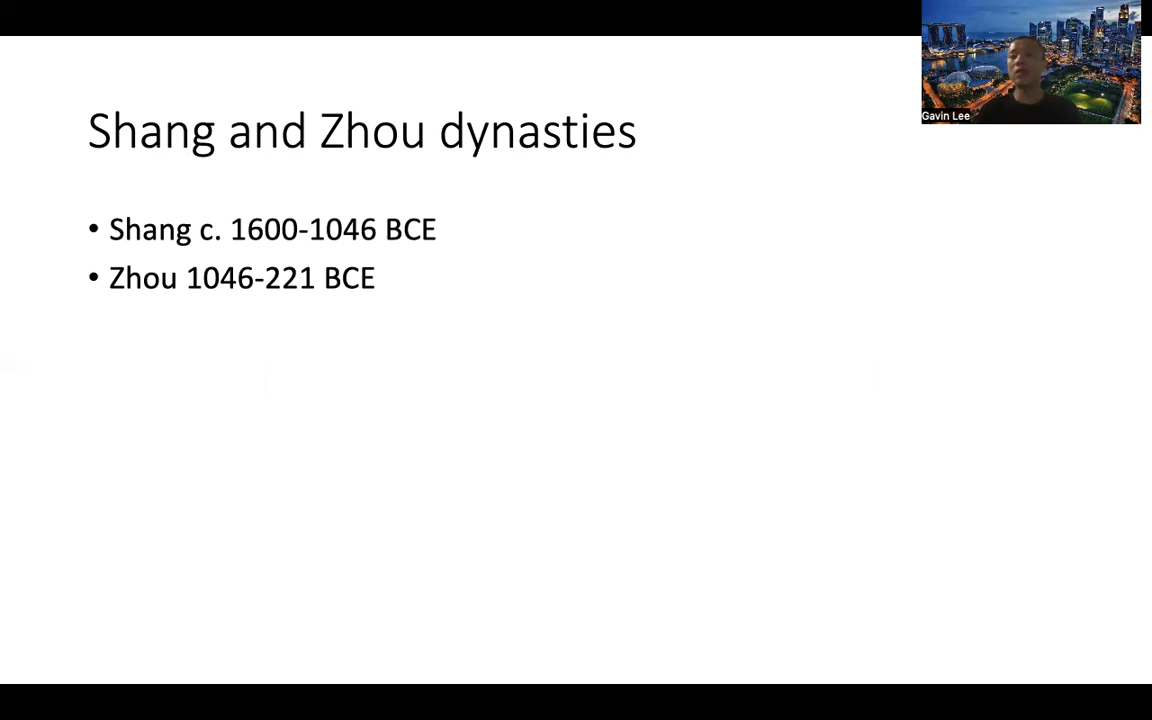 Shang and Zhou dynasties
• Shang c. 1600-1046 BCE
• Zhou 1046-221 BCE
Gavin Lee